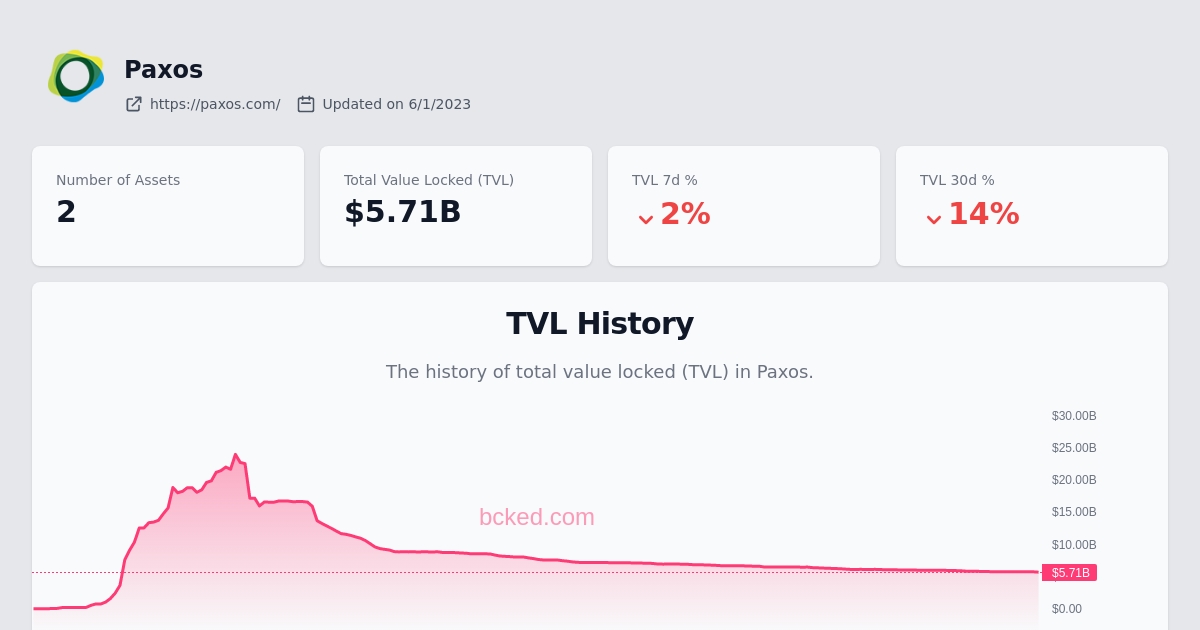 Paxos
https://paxos.com/ Updated on 6/1/2023
Number of Assets
2
Total Value Locked (TVL)
$5.71B
TVL 7d %
2%
TVL 30d %
14%
TVL History
The history of total value locked (TVL) in Paxos.
$30.00B
$25.00B
$20.00B
$15.00B
bcked.com
$10.00B
$5.71B
$0.00